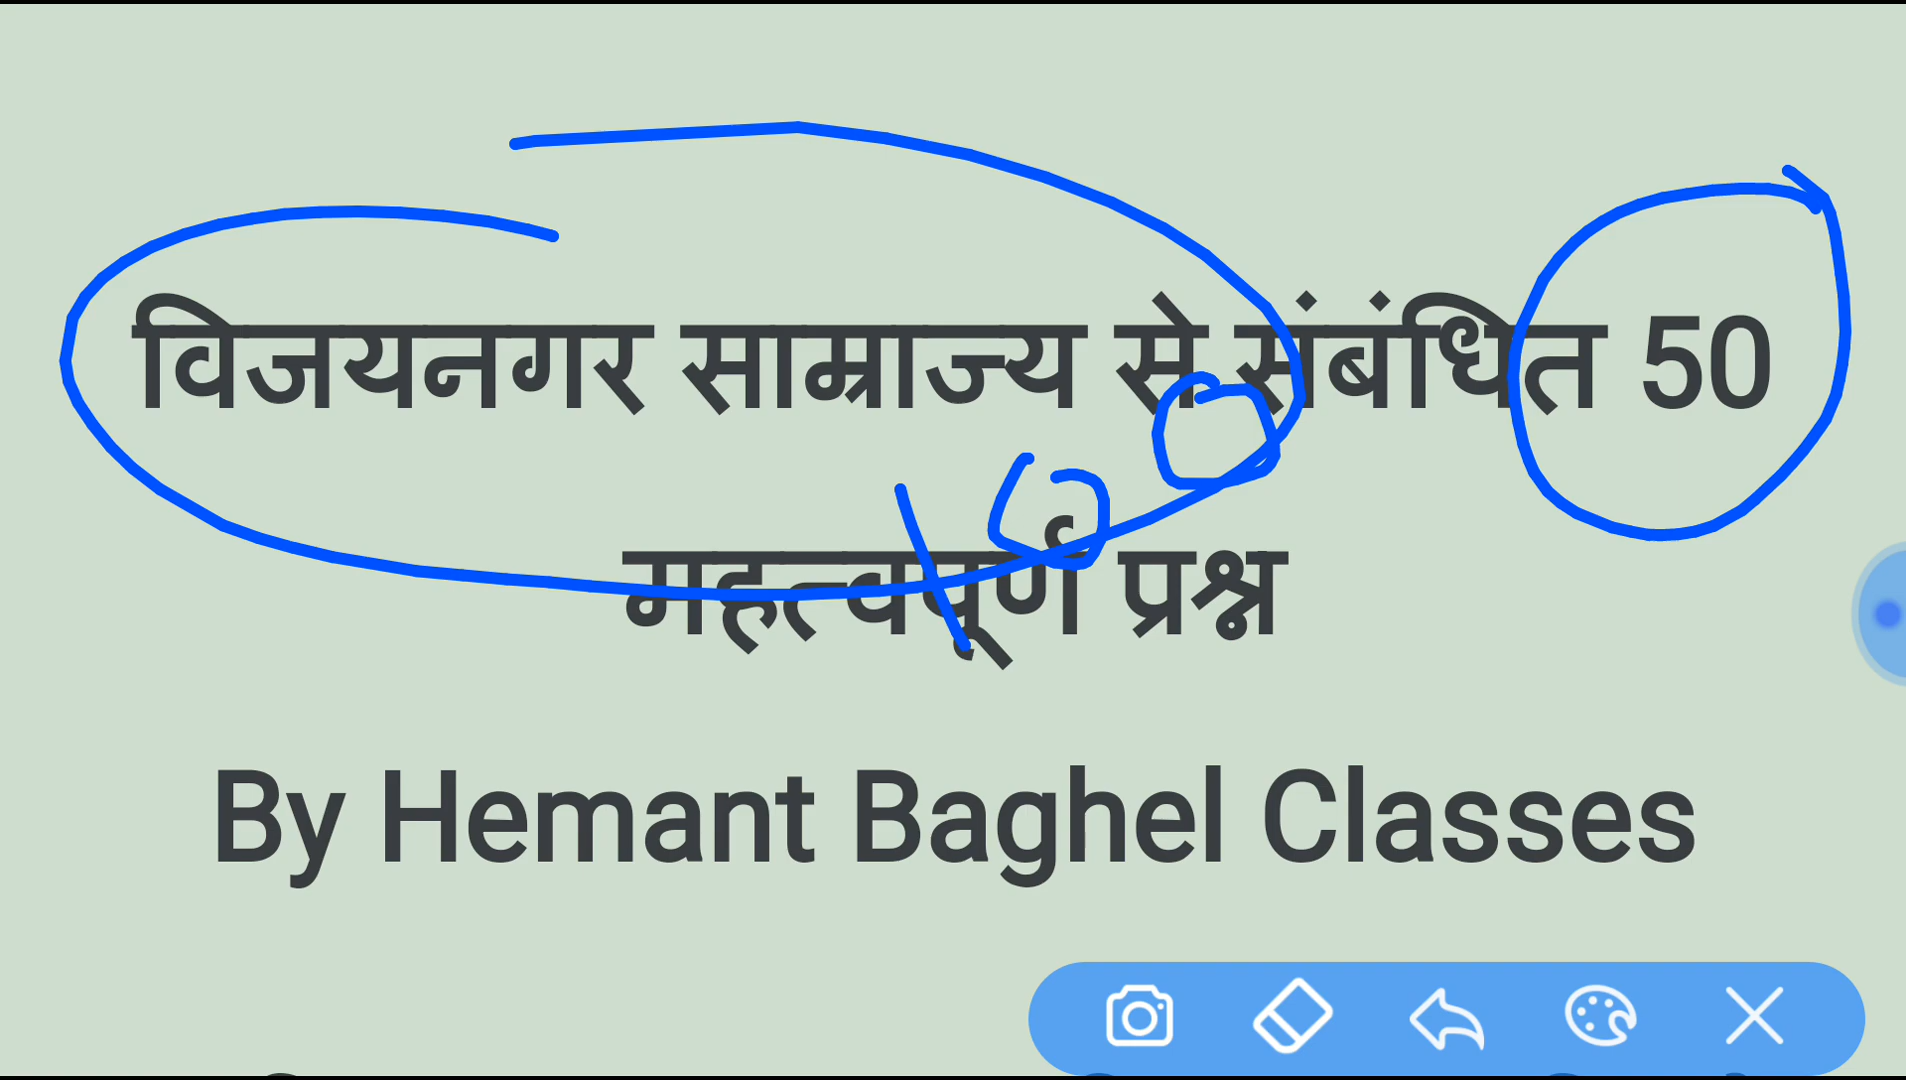 विजयनगर साम्राज्य से संबंधित 50
महत्वपूर्ण प्रश्न
By Hemant Baghel Classes